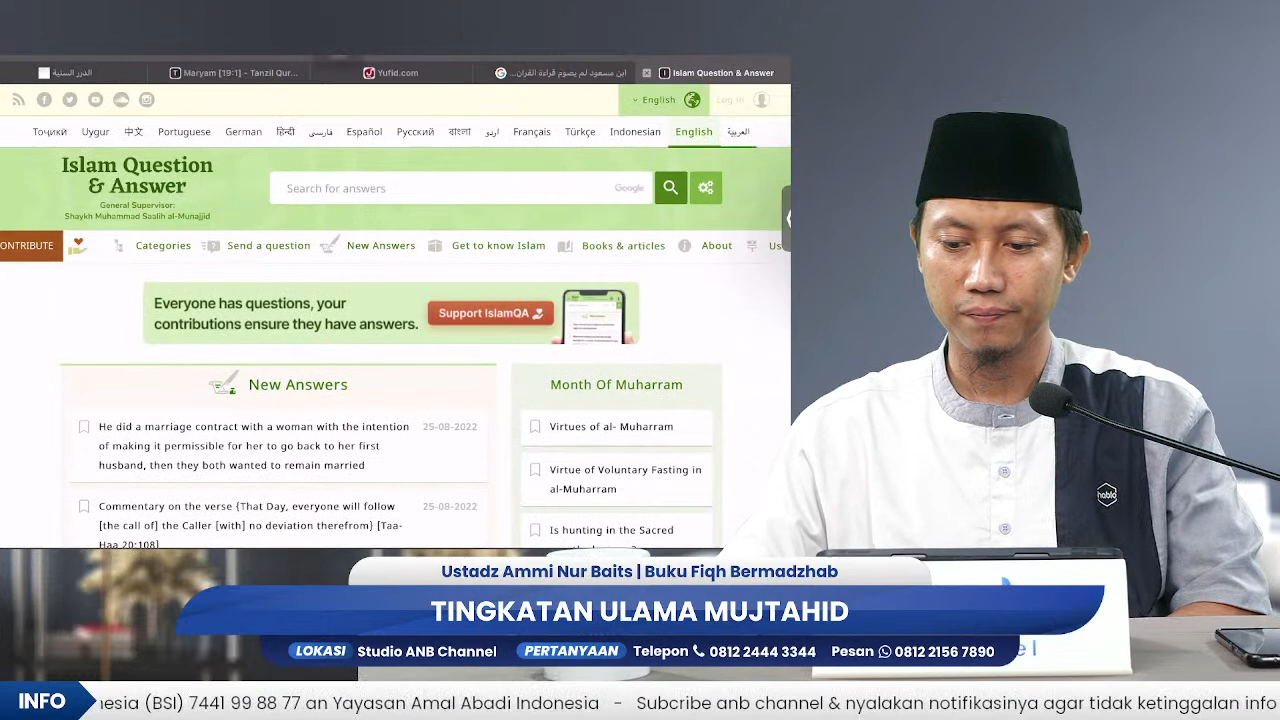 الدرر السنية
T Maryam [19:1] - Tanzil Qur...
Yufid.com
ابن مسعود لم يصوم قراءة القران...
Islam Question & Answer
English
Log In
Тоҷикӣ Uygur 中文 Portuguese German हिन्दी فارسی Español Русский বাংলা اردو Français Türkçe Indonesian English العربية
Islam Question
& Answer
General Supervisor:
Shaykh Muhammad Saalih al-Munajjid
Search for answers
Google
ONTRIBUTE Categories Send a question New Answers Get to know Islam Books & articles About Us
Everyone has questions, your
contributions ensure they have answers.
Support IslamQA
New Answers
He did a marriage contract with a woman with the intention 25-08-2022
of making it permissible for her to go back to her first
husband, then they both wanted to remain married
Commentary on the verse {That Day, everyone will follow 25-08-2022
[the call of] the Caller [with] no deviation therefrom} [Taa-
Haa 20:108]
Month Of Muharram
Virtues of al- Muharram
Virtue of Voluntary Fasting in
al-Muharram
Is hunting in the Sacred
hablo
Ustadz Ammi Nur Baits | Buku Fiqh Bermadzhab
TINGKATAN ULAMA MUJTAHID
LOKASI Studio ANB Channel PERTANYAAN Telepon 0812 2444 3344 Pesan 0812 2156 7890
INFO nesia (BSI) 7441 99 88 77 an Yayasan Amal Abadi Indonesia - Subcribe anb channel & nyalakan notifikasinya agar tidak ketinggalan info